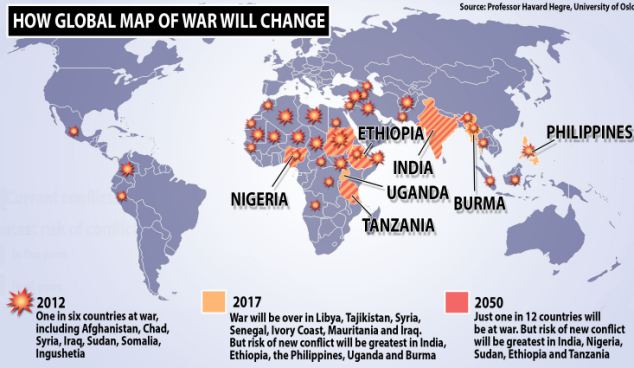 HOW GLOBAL MAP OF WAR WILL CHANGE
Source: Professor Havard Hegre, University of Oslo
ETHIOPIA
PHILIPPINES
INDIA
NIGERIA
UGANDA
BURMA
TANZANIA
2012
One in six countries at war,
including Afghanistan, Chad,
Syria, Iraq, Sudan, Somalia,
Ingushetia
2017
War will be over in Libya, Tajikistan, Syria,
Senegal, Ivory Coast, Mauritania and Iraq.
But risk of new conflict will be greatest in India,
Ethiopia, the Philippines, Uganda and Burma
2050
Just one in 12 countries will
be at war. But risk of new conflict
will be greatest in India, Nigeria,
Sudan, Ethiopia and Tanzania